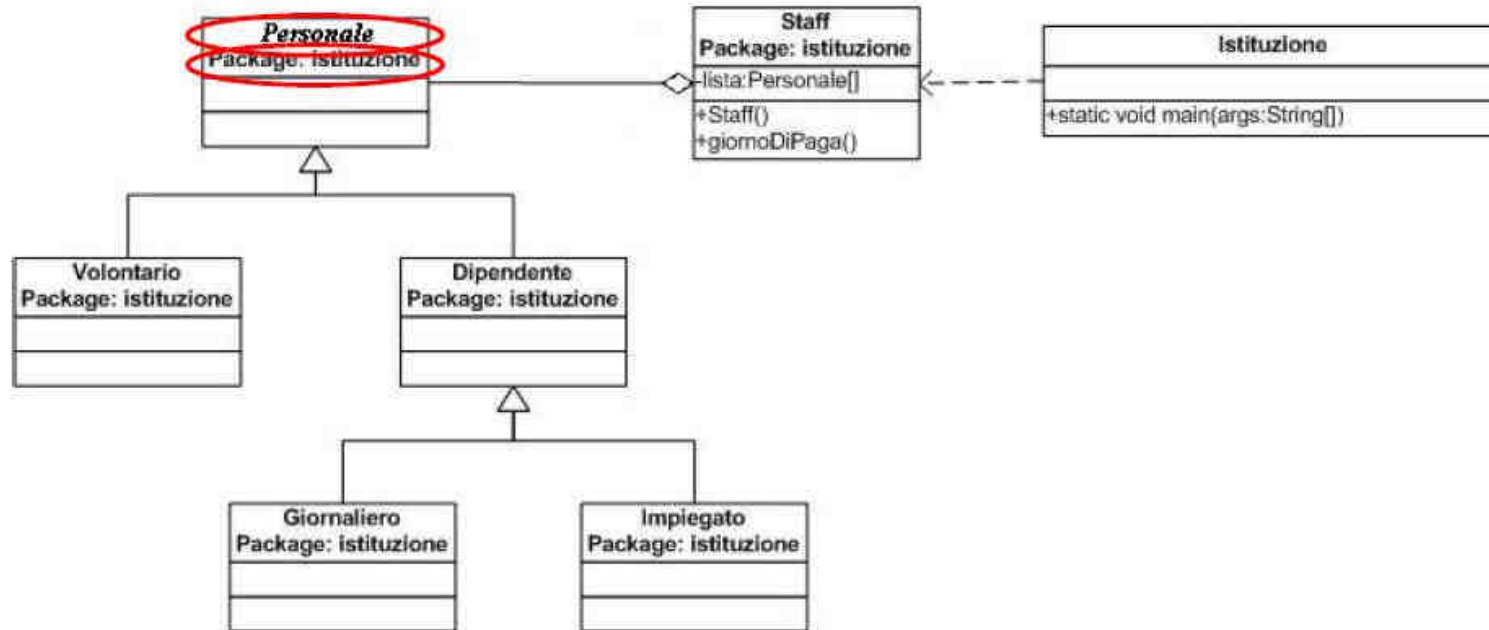 Personale
Package: istituzione
Staff
Package: istituzione
-lista:Personale[]
+Staff()
+giornoDiPaga()
Istituzione
+static void main(args:String[])
Volontario
Package: istituzione
Dipendente
Package: istituzione
Giornaliero
Package: istituzione
Impiegato
Package: istituzione